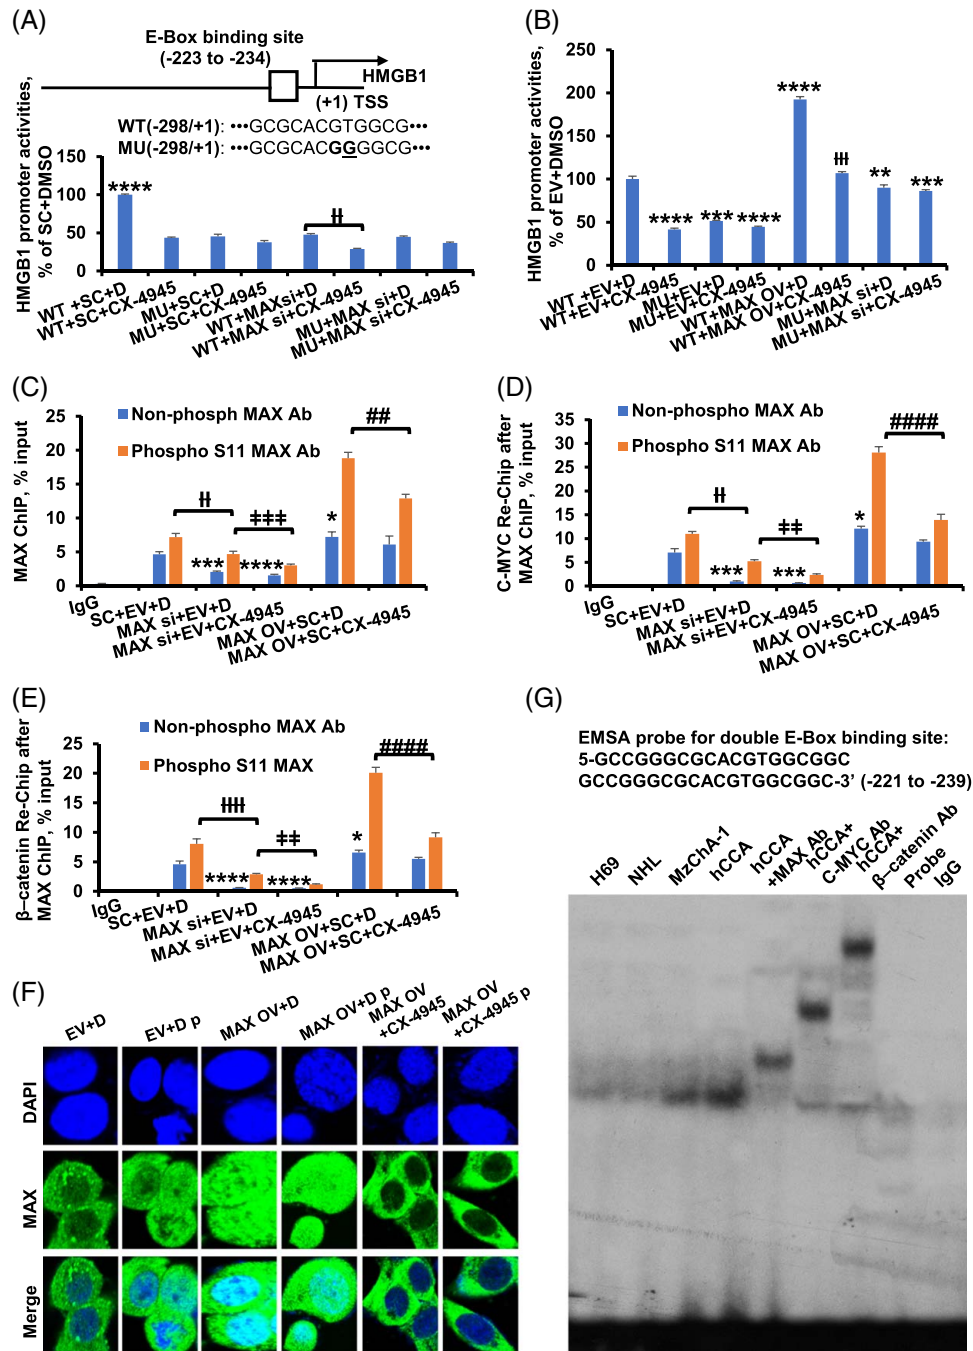 (A)
E-Box binding site
(-223 to -234)
HMGB1
(+1) TSS
WT(-298/+1): •••GCGCACGTGGCG•••
MU(-298/+1): •••GCGCACGGGGCG•••
HMGB1 promoter activities,
% of SC+DMSO
150
100
50
0
****
ƗƗ
WT +SC+D
WT+SC+CX-4945
MU+SC+D
MU+SC+CX-4945
WT+MAXsi+D
WT+MAX si+CX-4945
MU+MAX si+D
MU+MAX si+CX-4945
(B)
HMGB1 promoter activities,
% of EV+DMSO
250
200
150
100
50
0
****
***
****
****
ƗƗƗ
**
***
WT +EV+D
WT+EV+CX-4945
MU+EV+D
MU+EV+CX-4945
WT+MAX OV+D
WT+MAX OV+CX-4945
MU+MAX si+D
MU+MAX si+CX-4945
(C)
MAX ChIP, % input
25
20
15
10
5
0
Non-phosph MAX Ab
Phospho S11 MAX Ab
##
ƗƗ
ǂǂǂ
***
****
*
IgG
SC+EV+D
MAX si+EV+D
MAX si+EV+CX-4945
MAX OV+SC+D
MAX OV+SC+CX-4945
(D)
C-MYC Re-Chip after
MAX ChIP, % input
35
30
25
20
15
10
5
0
Non-phospho MAX Ab
Phospho S11 MAX Ab
####
ƗƗ
ǂǂ
***
***
*
IgG
SC+EV+D
MAX si+EV+D
MAX si+EV+CX-4945
MAX OV+SC+D
MAX OV+SC+CX-4945
(E)
β–catenin Re-Chip after
MAX ChIP, % input
25
20
15
10
5
0
Non-phospho MAX Ab
Phospho S11 MAX
####
ƗƗƗƗ
ǂǂ
****
****
*
IgG
SC+EV+D
MAX si+EV+D
MAX si+EV+CX-4945
MAX OV+SC+D
MAX OV+SC+CX-4945
(F)
EV+D
EV+D p
MAX OV+D
MAX OV+D p
MAX OV
+CX-4945
MAX OV
+CX-4945 p
DAPI
MAX
Merge
(G)
EMSA probe for double E-Box binding site:
5-GCCGGGCGCACGTGGCGGC
GCCGGGCGCACGTGGCGGC-3' (-221 to -239)
H69
NHL
MzChA-1
hCCA
hCCA
+MAX Ab
hCCA+
C-MYC Ab
hCCA+
β–catenin Ab
Probe
IgG